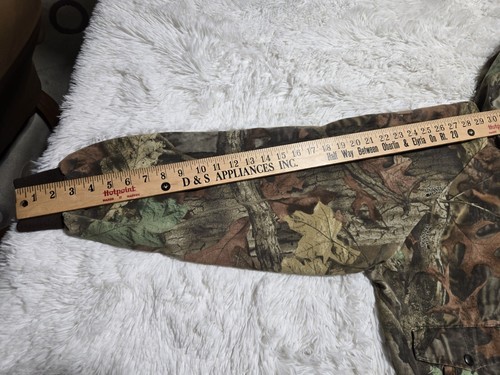 1 2 3 4 5 6 7 8 9 10 11 12 13 14 15 16 17 18 19 20 21 22 23 24 25 26 27 28 29 30
Hotpoint
D & S APPLIANCES INC.
Half Way Between Oberlin & Elyria On Rt. 20